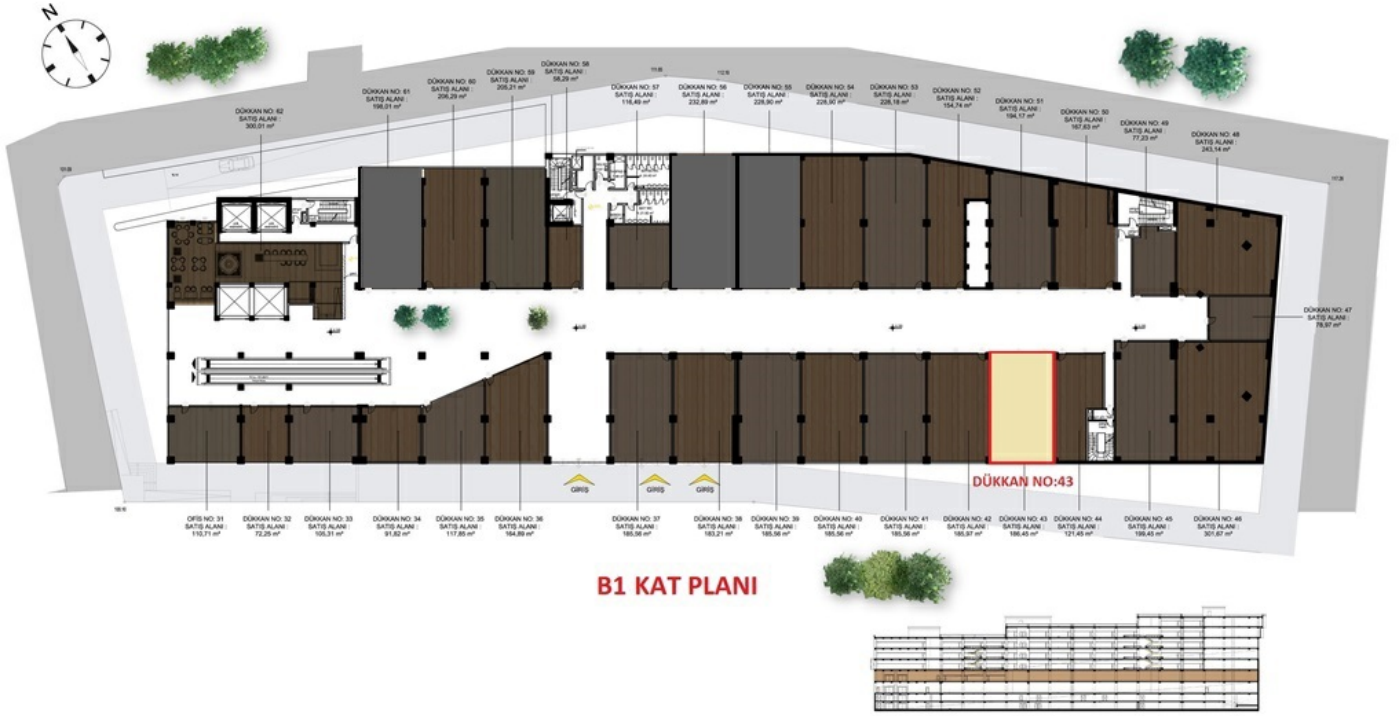 N
DÜKKAN NO: 62
SATIŞ ALANI :
300,01 m²
DÜKKAN NO: 61
SATIŞ ALANI :
198,01 m²
DÜKKAN NO: 60
SATIŞ ALANI :
206,29 m²
DÜKKAN NO: 59
SATIŞ ALANI :
205,21 m²
DÜKKAN NO: 58
SATIŞ ALANI :
58,29 m²
DÜKKAN NO: 57
SATIŞ ALANI :
116,49 m²
DÜKKAN NO: 56
SATIŞ ALANI :
232,89 m²
DÜKKAN NO: 55
SATIŞ ALANI :
228,90 m²
DÜKKAN NO: 54
SATIŞ ALANI :
228,90 m²
DÜKKAN NO: 53
SATIŞ ALANI :
228,18 m²
DÜKKAN NO: 52
SATIŞ ALANI :
154,74 m²
DÜKKAN NO: 51
SATIŞ ALANI :
194,17 m²
DÜKKAN NO: 50
SATIŞ ALANI :
167,63 m²
DÜKKAN NO: 49
SATIŞ ALANI :
77,23 m²
DÜKKAN NO: 48
SATIŞ ALANI :
243,14 m²
DÜKKAN NO: 47
SATIŞ ALANI :
78,97 m²
DÜKKAN NO:43
GİRİŞ
GİRİŞ
GİRİŞ
OFİS NO: 31
SATIŞ ALANI :
110,71 m²
DÜKKAN NO: 32
SATIŞ ALANI :
72,25 m²
DÜKKAN NO: 33
SATIŞ ALANI :
105,31 m²
DÜKKAN NO: 34
SATIŞ ALANI :
91,82 m²
DÜKKAN NO: 35
SATIŞ ALANI :
117,85 m²
DÜKKAN NO: 36
SATIŞ ALANI :
164,89 m²
DÜKKAN NO: 37
SATIŞ ALANI :
185,56 m²
DÜKKAN NO: 38
SATIŞ ALANI :
183,21 m²
DÜKKAN NO: 39
SATIŞ ALANI :
185,56 m²
DÜKKAN NO: 40
SATIŞ ALANI :
185,56 m²
DÜKKAN NO: 41
SATIŞ ALANI :
185,56 m²
DÜKKAN NO: 42
SATIŞ ALANI :
185,97 m²
DÜKKAN NO: 43
SATIŞ ALANI :
186,45 m²
DÜKKAN NO: 44
SATIŞ ALANI :
121,45 m²
DÜKKAN NO: 45
SATIŞ ALANI :
199,45 m²
DÜKKAN NO: 46
SATIŞ ALANI :
301,67 m²
B1 KAT PLANI